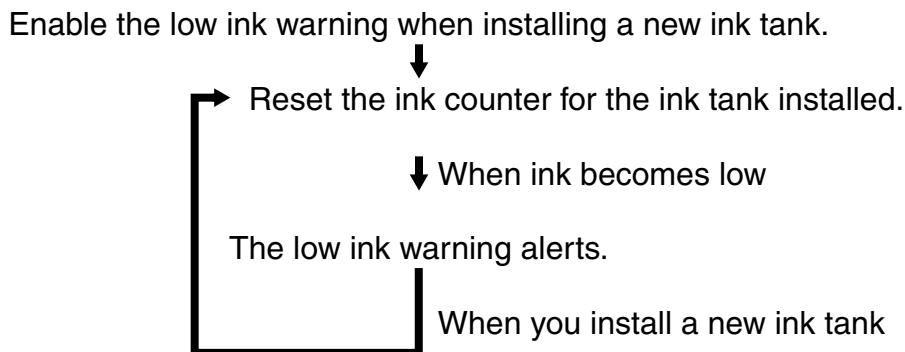 Enable the low ink warning when installing a new ink tank.
Reset the ink counter for the ink tank installed.
When ink becomes low
The low ink warning alerts.
When you install a new ink tank